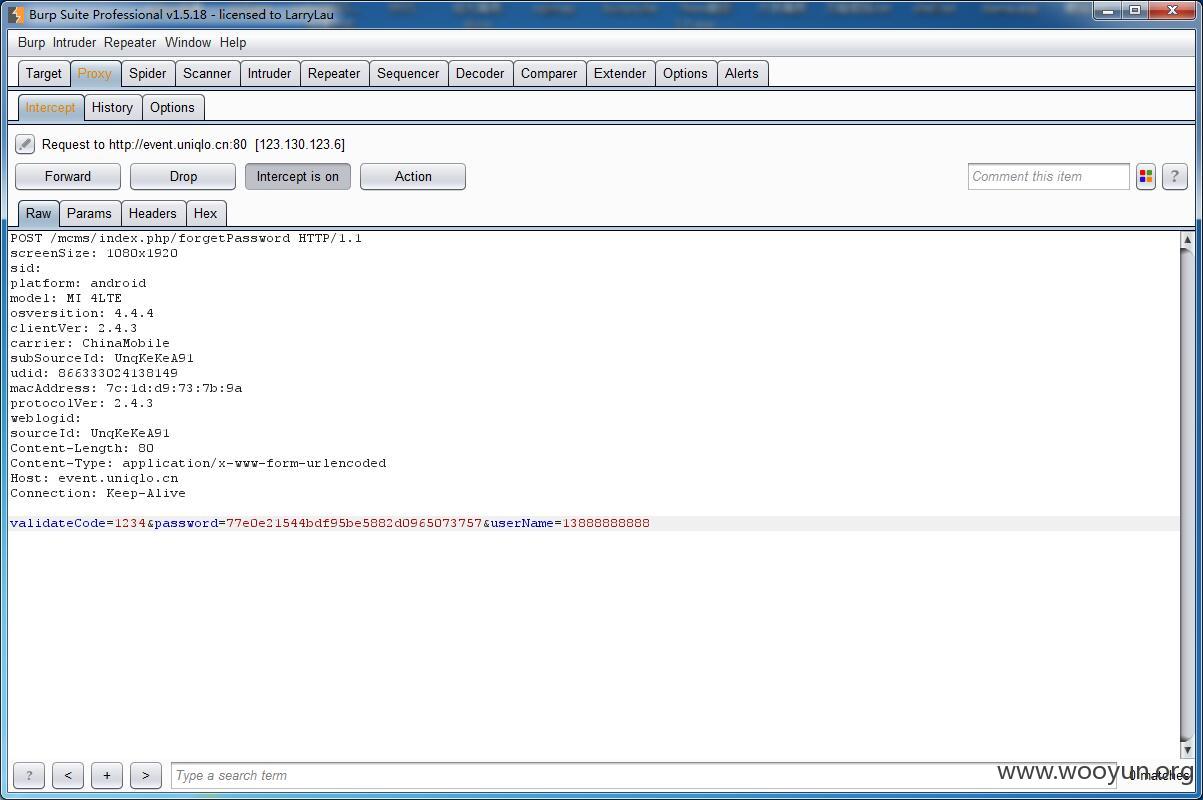 Burp Suite Professional v1.5.18 - licensed to LarryLau
Burp Intruder Repeater Window Help
Target Proxy Spider Scanner Intruder Repeater Sequencer Decoder Comparer Extender Options Alerts
Intercept History Options
Request to http://event.uniqlo.cn:80 [123.130.123.6]
Forward Drop Intercept is on Action Comment this item ?
Raw Params Headers Hex
POST /mcms/index.php/forgetPassword HTTP/1.1
screenSize: 1080x1920
sid:
platform: android
model: MI 4LTE
osversition: 4.4.4
clientVer: 2.4.3
carrier: ChinaMobile
subSourceId: UnqKeKeA91
udid: 866333024138149
macAddress: 7c:1d:d9:73:7b:9a
protocolVer: 2.4.3
weblogid:
sourceId: UnqKeKeA91
Content-Length: 80
Content-Type: application/x-www-form-urlencoded
Host: event.uniqlo.cn
Connection: Keep-Alive
validateCode=1234&password=77e0e21544bdf95be5882d0965073757&userName=13888888888
? < + > Type a search term 0 matches
www.wooyun.org